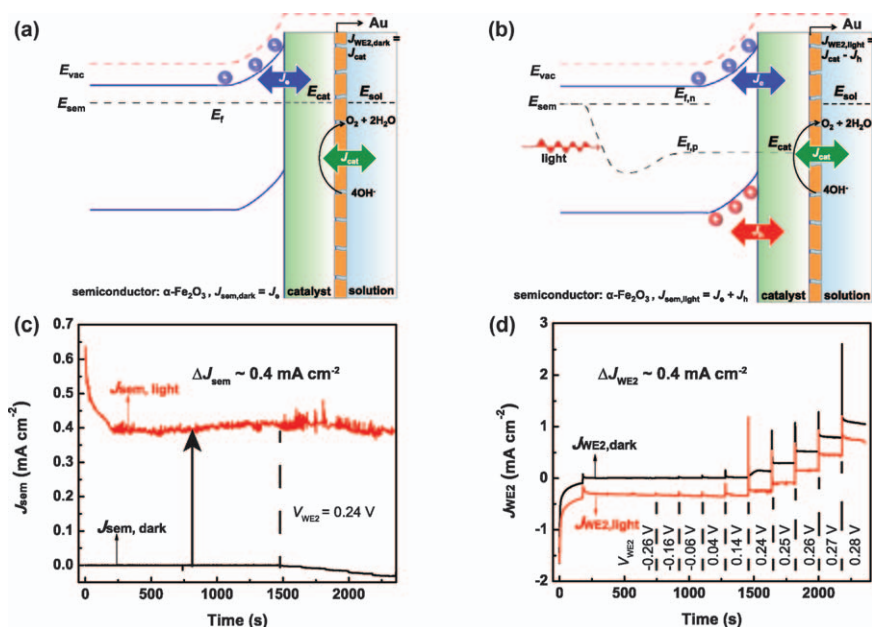 (a)
Au
J_WE2,dark =
J_cat
E_vac
J_e
E_cat
E_sol
E_sem
E_f
O₂ + 2H₂O
J_cat
4OH⁻
semiconductor: α-Fe₂O₃, J_sem,dark = J_e catalyst solution
(b)
Au
J_WE2,light =
J_cat - J_h
E_vac
J_e
E_f,n
E_sol
E_sem
O₂ + 2H₂O
E_f,p
E_cat
J_cat
light
4OH⁻
J_h
semiconductor: α-Fe₂O₃, J_sem,light = J_e + J_h catalyst solution
(c)
0.7
0.6
0.5
0.4
0.3
0.2
0.1
0.0
J_sem (mA cm⁻²)
ΔJ_sem ~ 0.4 mA cm⁻²
J_sem, light
V_WE2 = 0.24 V
J_sem, dark
0 500 1000 1500 2000
Time (s)
(d)
3
2
1
0
-1
-2
J_WE2 (mA cm⁻²)
ΔJ_WE2 ~ 0.4 mA cm⁻²
J_WE2,dark
J_WE2,light
V_WE2
-0.26 V
-0.16 V
-0.06 V
0.04 V
0.14 V
0.24 V
0.25 V
0.26 V
0.27 V
0.28 V
0 500 1000 1500 2000
Time (s)